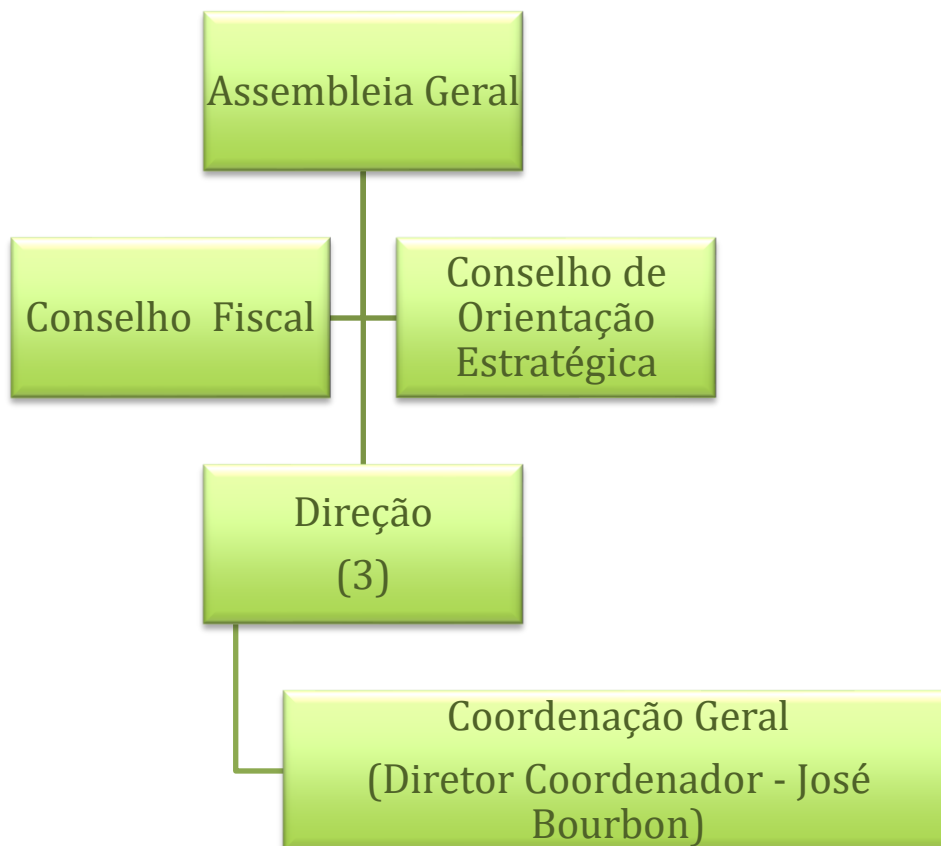 Assembleia Geral
Conselho  Fiscal
Conselho de
Orientação
Estratégica
Direção
(3)
Coordenação Geral
(Diretor Coordenador - José
Bourbon)